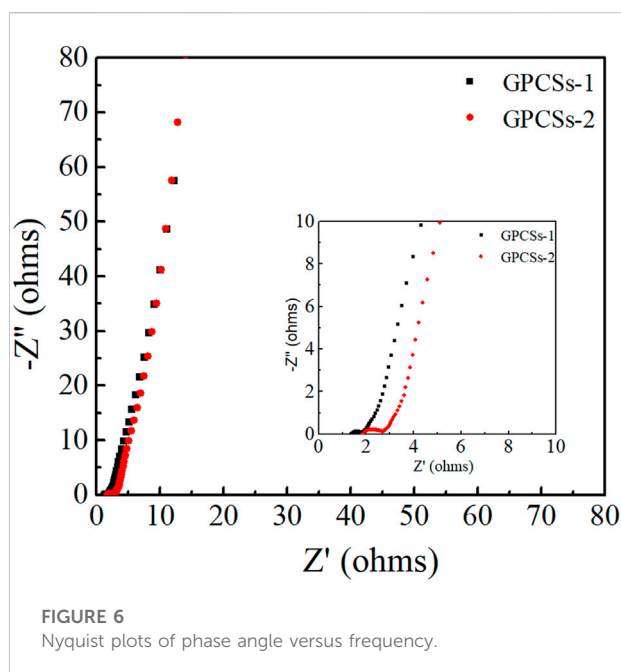 80
70
60
50
40
30
20
10
0
-Z" (ohms)
GPCSs-1
GPCSs-2
10
8
6
4
2
0
-Z" (ohms)
GPCSs-1
GPCSs-2
0 2 4 6 8 10
Z' (ohms)
0 10 20 30 40 50 60 70 80
Z' (ohms)
FIGURE 6
Nyquist plots of phase angle versus frequency.